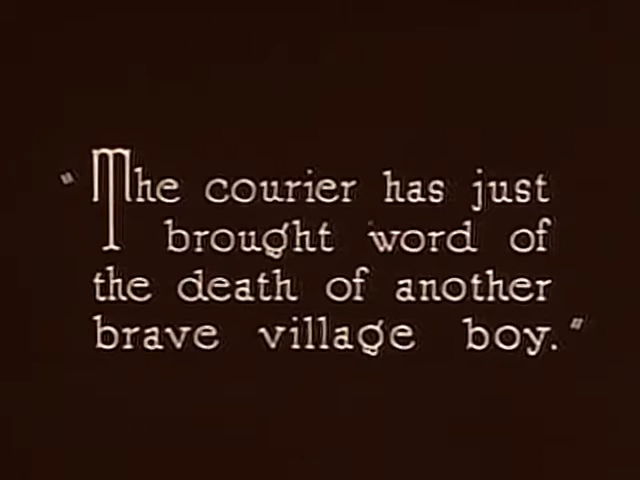 "The courier has just
brought word of
the death of another
brave village boy."